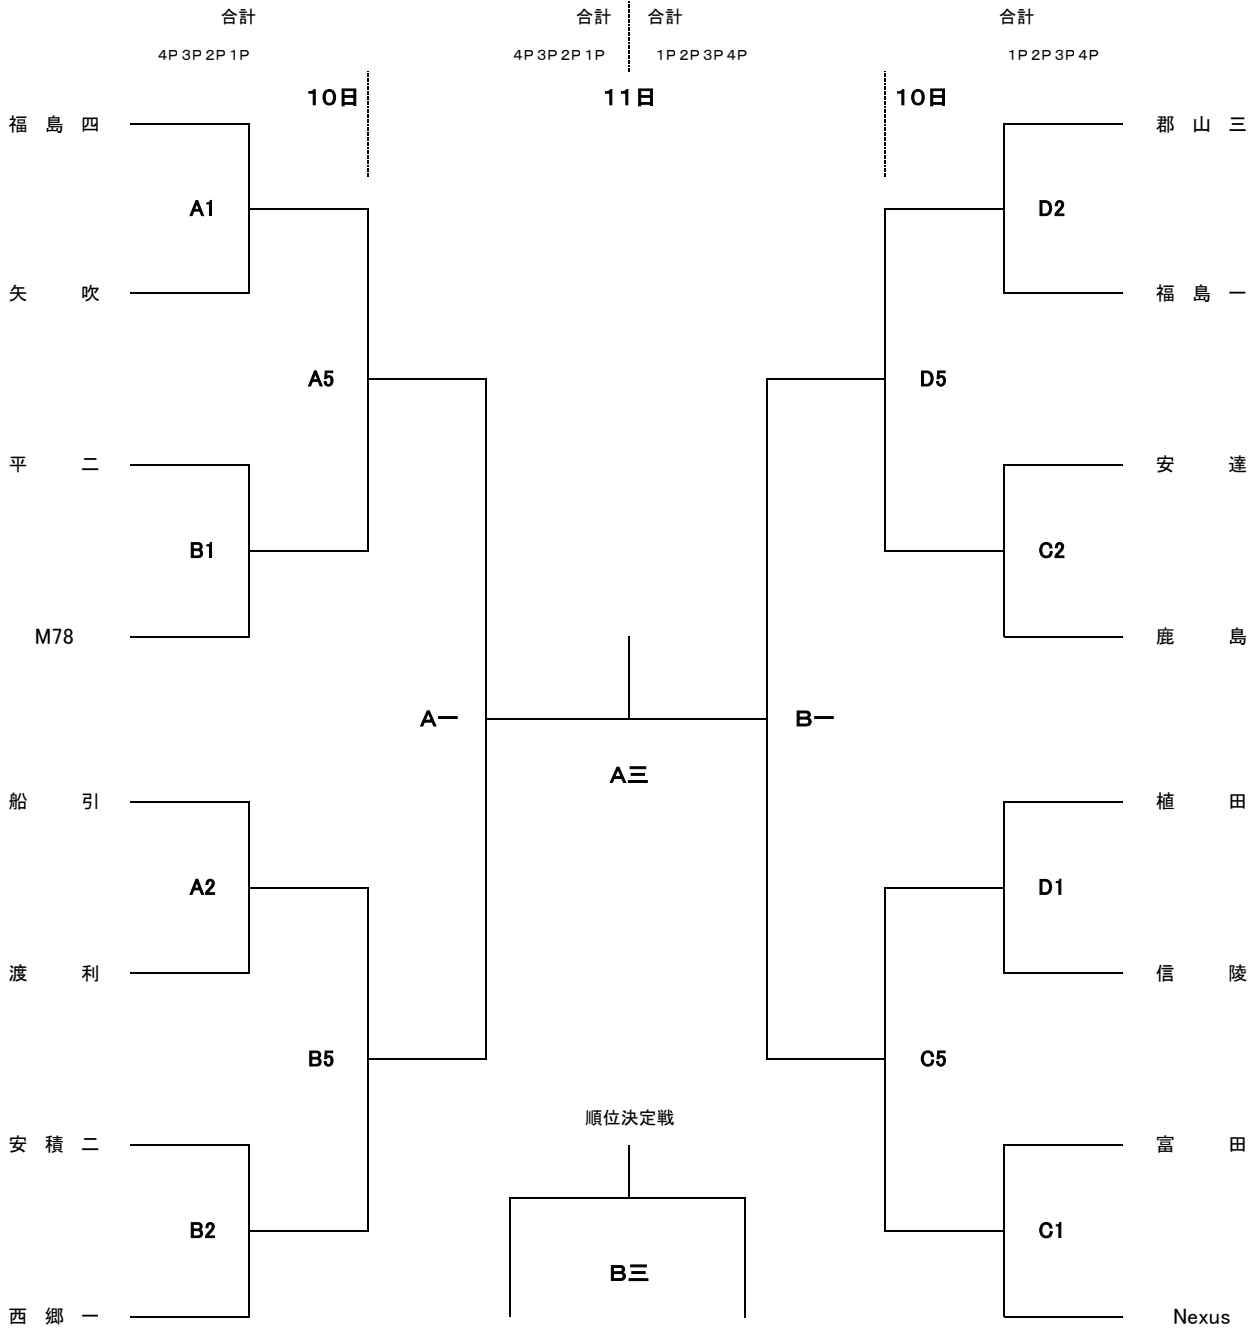 合計 合計 合計 合計
4P 3P 2P 1P 4P 3P 2P 1P 1P 2P 3P 4P 1P 2P 3P 4P
10日 11日 10日
福島四 郡山三
A1 D2
矢吹 福島一
A5 D5
平二 安達
B1 C2
M78 鹿島
A一 B一
A三
船引 植田
A2 D1
渡利 信陵
B5 C5
順位決定戦
安積二 富田
B2 C1
B三
西郷一 Nexus